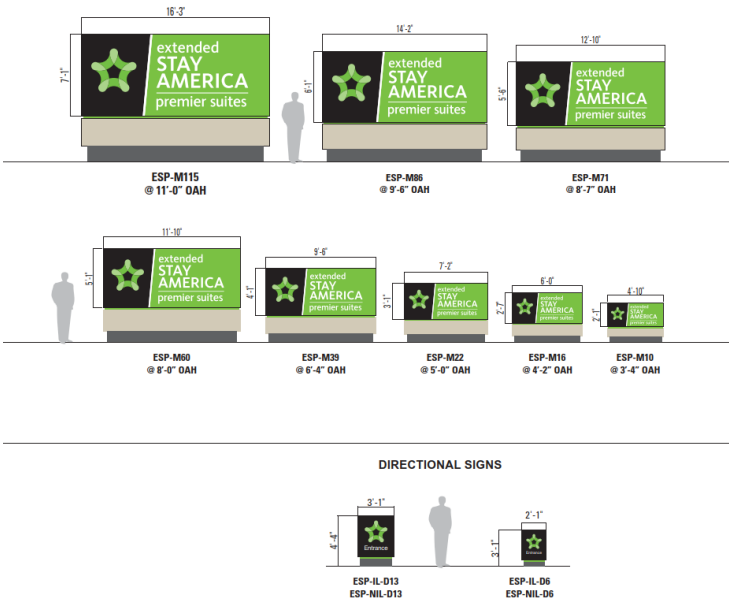 16'-3"
7'-1"
extended
STAY
AMERICA
premier suites
ESP-M115
@ 11'-0" OAH
14'-2"
6'-1"
extended
STAY
AMERICA
premier suites
ESP-M86
@ 9'-6" OAH
12'-10"
5'-6"
extended
STAY
AMERICA
premier suites
ESP-M71
@ 8'-7" OAH
11'-10"
5'-1"
extended
STAY
AMERICA
premier suites
ESP-M60
@ 8'-0" OAH
9'-6"
4'-1"
extended
STAY
AMERICA
premier suites
ESP-M39
@ 6'-4" OAH
7'-2"
3'-1"
extended
STAY
AMERICA
premier suites
ESP-M22
@ 5'-0" OAH
6'-0"
2'-7"
extended
STAY
AMERICA
premier suites
ESP-M16
@ 4'-2" OAH
4'-10"
2'-1"
extended
STAY
AMERICA
premier suites
ESP-M10
@ 3'-4" OAH
DIRECTIONAL SIGNS
3'-1"
4'-4"
Entrance
ESP-IL-D13
ESP-NIL-D13
2'-1"
3'-1"
Entrance
ESP-IL-D6
ESP-NIL-D6